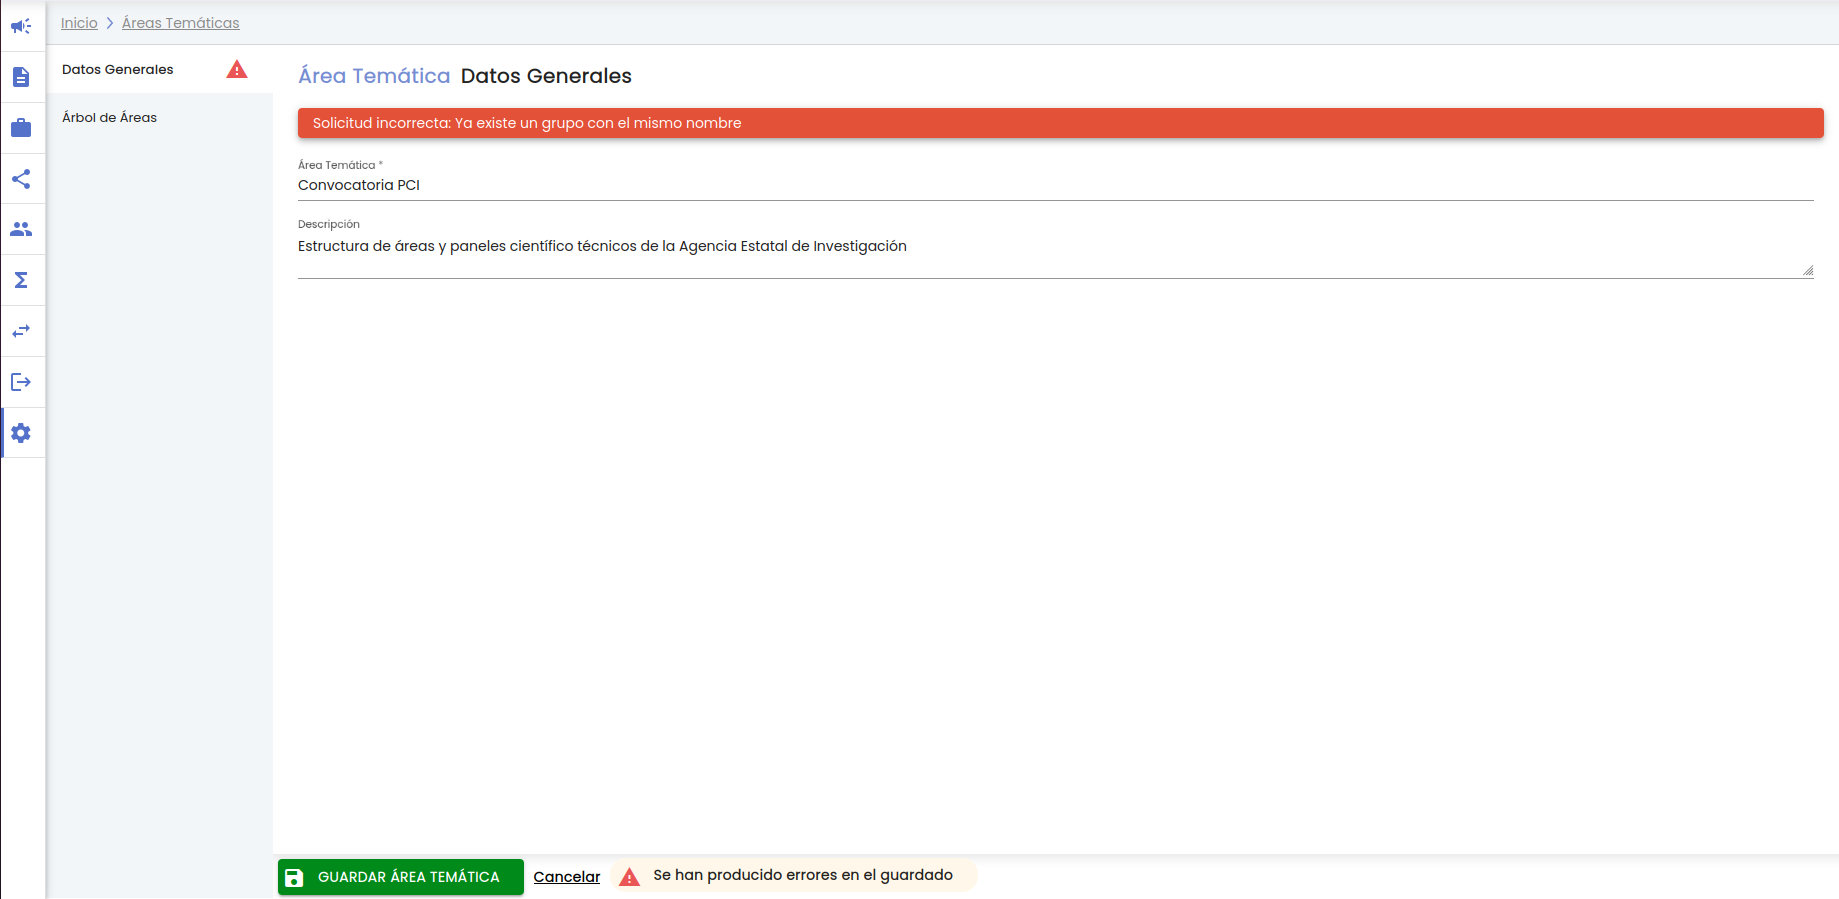 Inicio > Áreas Temáticas
Datos Generales
Árbol de Áreas
Área Temática Datos Generales
Solicitud incorrecta: Ya existe un grupo con el mismo nombre
Área Temática *
Convocatoria PCI
Descripción
Estructura de áreas y paneles científico técnicos de la Agencia Estatal de Investigación
GUARDAR ÁREA TEMÁTICA
Cancelar
Se han producido errores en el guardado